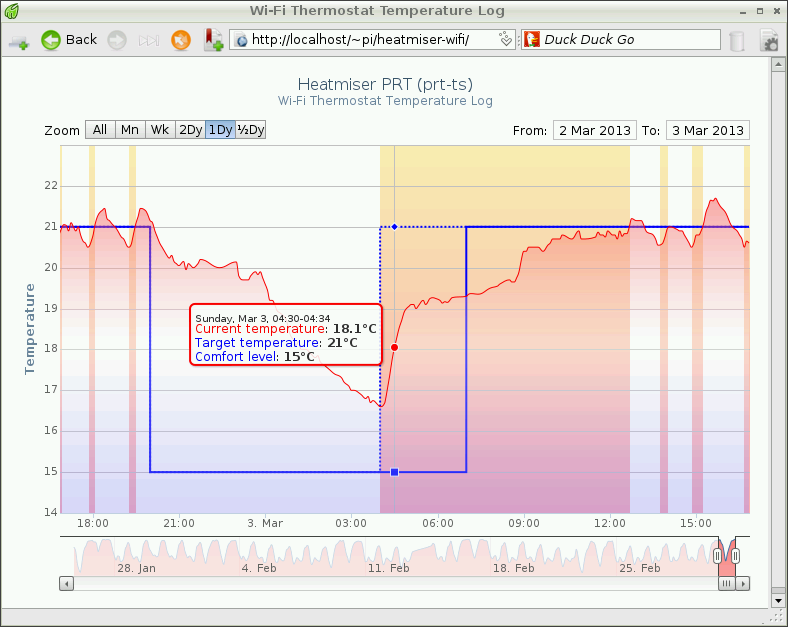 Wi-Fi Thermostat Temperature Log
Back
http://localhost/~pi/heatmiser-wifi/
Duck Duck Go
Heatmiser PRT (prt-ts)
Wi-Fi Thermostat Temperature Log
Zoom All Mn Wk 2Dy 1Dy ½Dy
From: 2 Mar 2013 To: 3 Mar 2013
Temperature
22
21
20
19
18
17
16
15
14
Sunday, Mar 3, 04:30-04:34
Current temperature: 18.1°C
Target temperature: 21°C
Comfort level: 15°C
18:00 21:00 3. Mar 03:00 06:00 09:00 12:00 15:00
28. Jan 4. Feb 11. Feb 18. Feb 25. Feb